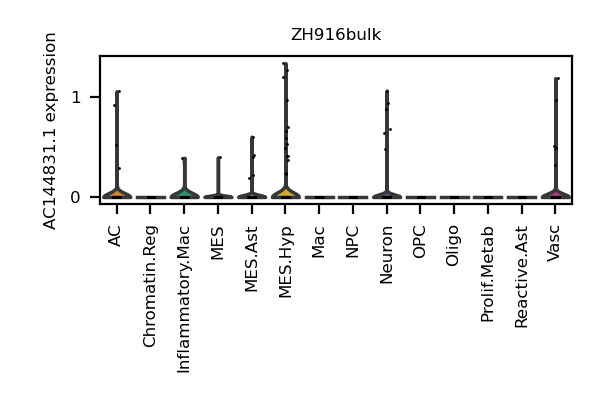 ZH916bulk
AC144831.1 expression
1
0
AC
Chromatin.Reg
Inflammatory.Mac
MES
MES.Ast
MES.Hyp
Mac
NPC
Neuron
OPC
Oligo
Prolif.Metab
Reactive.Ast
Vasc